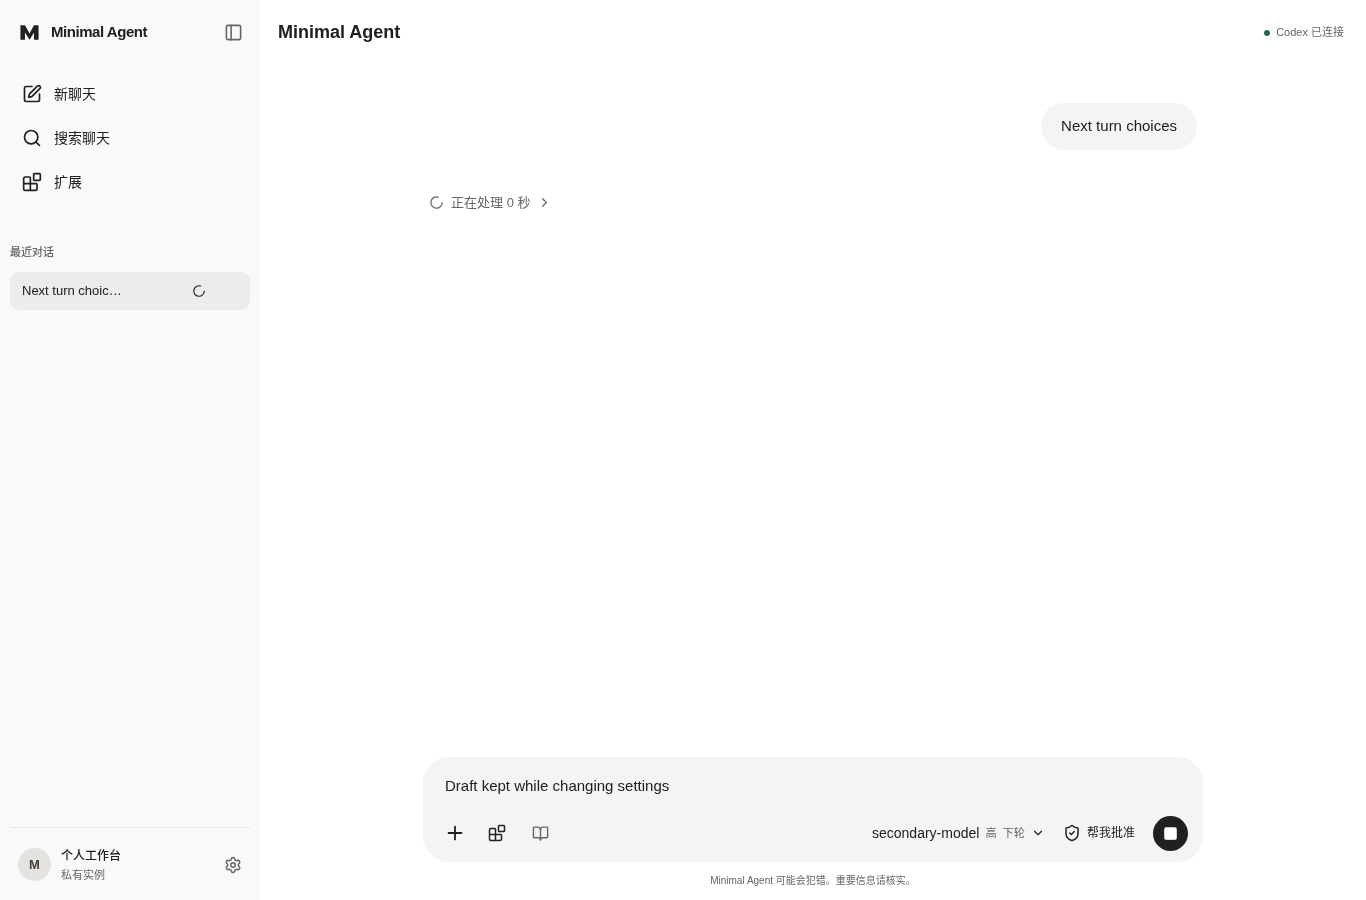 Minimal Agent
新聊天
搜索聊天
扩展
最近对话
Next turn choic…
M
个人工作台
私有实例
Minimal Agent
Codex 已连接
Next turn choices
正在处理 0 秒
Draft kept while changing settings
secondary-model 高 下轮
帮我批准
Minimal Agent 可能会犯错。重要信息请核实。